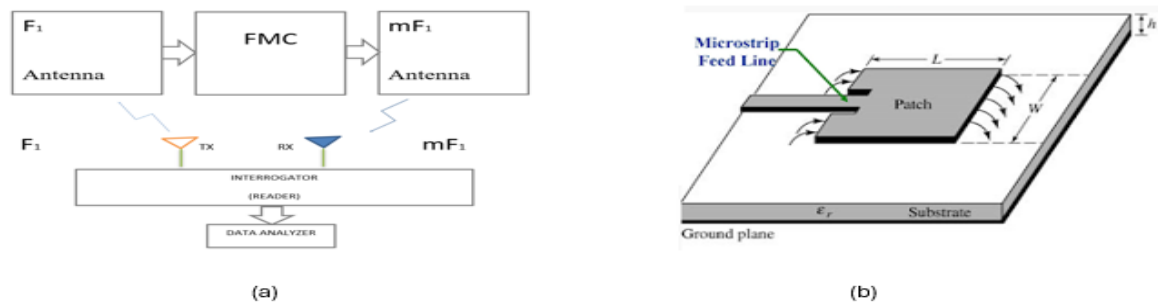 F₁
Antenna
FMC
mF₁
Antenna
F₁
TX
RX
mF₁
INTERROGATOR
(READER)
DATA ANALYZER
(a)
Microstrip
Feed Line
L
h
W
Patch
εᵣ
Substrate
Ground plane
(b)